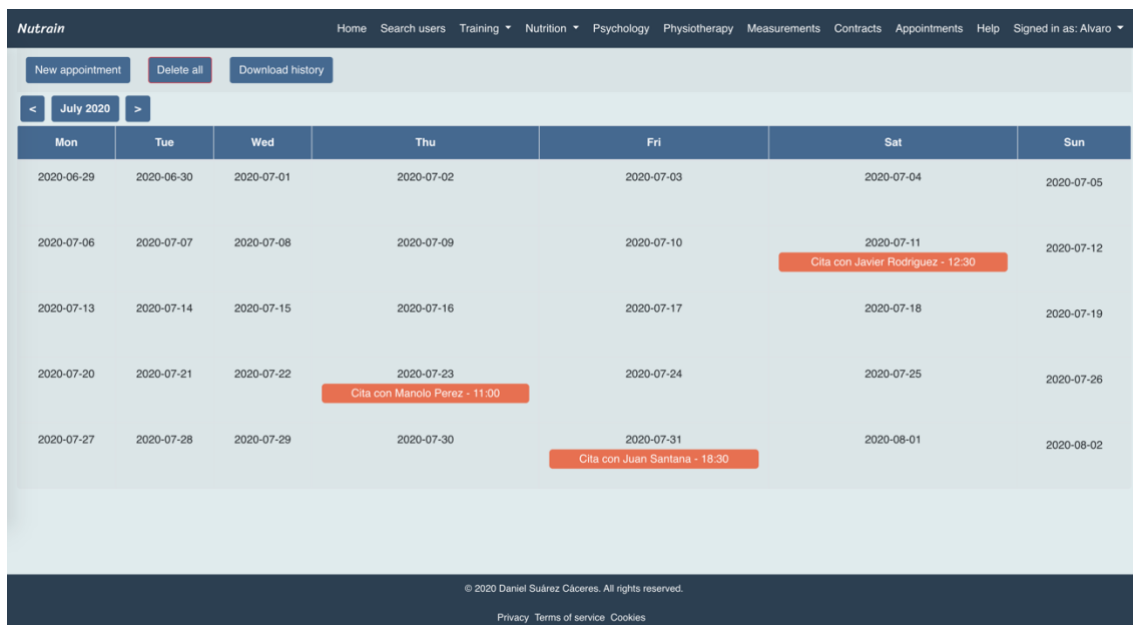 Nutrain Home Search users Training Nutrition Psychology Physiotherapy Measurements Contracts Appointments Help Signed in as: Alvaro
New appointment Delete all Download history
< July 2020 >
Mon Tue Wed Thu Fri Sat Sun
2020-06-29 2020-06-30 2020-07-01 2020-07-02 2020-07-03 2020-07-04 2020-07-05
2020-07-06 2020-07-07 2020-07-08 2020-07-09 2020-07-10 2020-07-11 2020-07-12
Cita con Javier Rodriguez - 12:30
2020-07-13 2020-07-14 2020-07-15 2020-07-16 2020-07-17 2020-07-18 2020-07-19
2020-07-20 2020-07-21 2020-07-22 2020-07-23 2020-07-24 2020-07-25 2020-07-26
Cita con Manolo Perez - 11:00
2020-07-27 2020-07-28 2020-07-29 2020-07-30 2020-07-31 2020-08-01 2020-08-02
Cita con Juan Santana - 18:30
© 2020 Daniel Suárez Cáceres. All rights reserved.
Privacy Terms of service Cookies